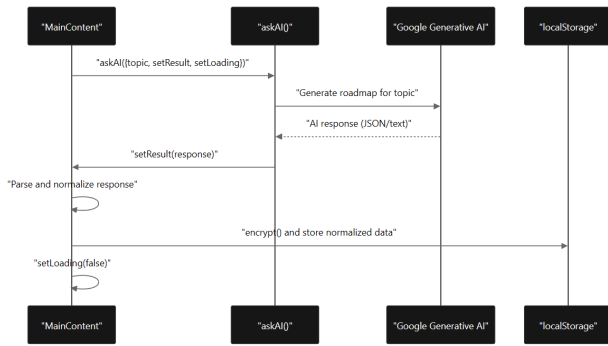 "MainContent"
"askAI()"
"Google Generative AI"
"localStorage"
"askAI({topic, setResult, setLoading})"
"Generate roadmap for topic"
"AI response (JSON/text)"
"setResult(response)"
"Parse and normalize response"
"encrypt() and store normalized data"
"setLoading(false)"
"MainContent"
"askAI()"
"Google Generative AI"
"localStorage"